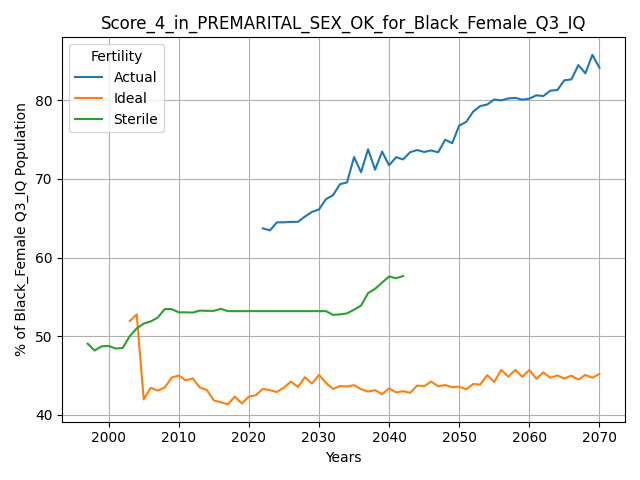 Score_4_in_PREMARITAL_SEX_OK_for_Black_Female_Q3_IQ
% of Black_Female Q3_IQ Population
80
70
60
50
40
Fertility
Actual
Ideal
Sterile
2000 2010 2020 2030 2040 2050 2060 2070
Years